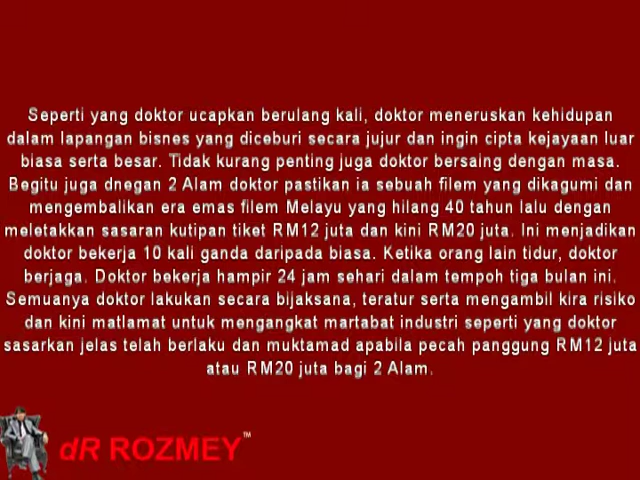 Seperti yang doktor ucapkan berulang kali, doktor meneruskan kehidupan
dalam lapangan bisnes yang diceburi secara jujur dan ingin cipta kejayaan luar
biasa serta besar. Tidak kurang penting juga doktor bersaing dengan masa.
Begitu juga dnegan 2 Alam doktor pastikan ia sebuah filem yang dikagumi dan
mengembalikan era emas filem Melayu yang hilang 40 tahun lalu dengan
meletakkan sasaran kutipan tiket RM12 juta dan kini RM20 juta. Ini menjadikan
doktor bekerja 10 kali ganda daripada biasa. Ketika orang lain tidur, doktor
berjaga. Doktor bekerja hampir 24 jam sehari dalam tempoh tiga bulan ini.
Semuanya doktor lakukan secara bijaksana, teratur serta mengambil kira risiko
dan kini matlamat untuk mengangkat martabat industri seperti yang doktor
sasarkan jelas telah berlaku dan muktamad apabila pecah panggung RM12 juta
atau RM20 juta bagi 2 Alam.
dR ROZMEY™